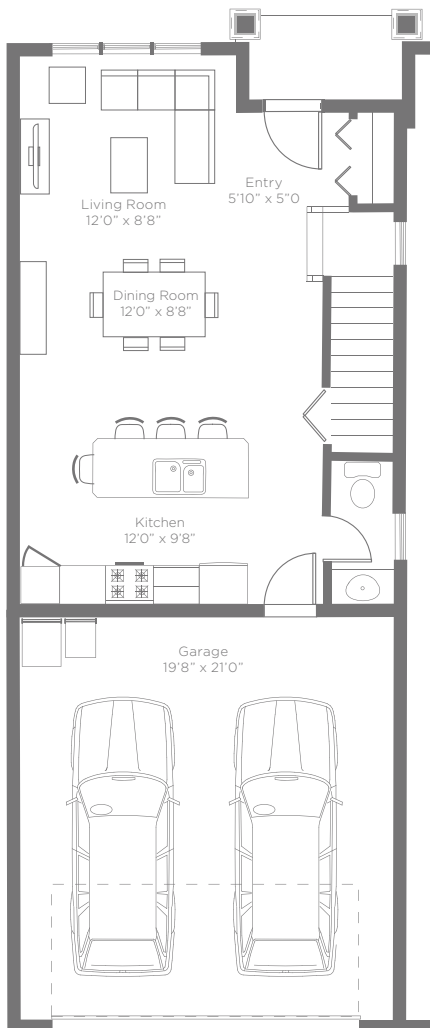 Living Room
12'0" x 8'8"
Entry
5'10" x 5"0
Dining Room
12'0" x 8'8"
Kitchen
12'0" x 9'8"
Garage
19'8" x 21'0"